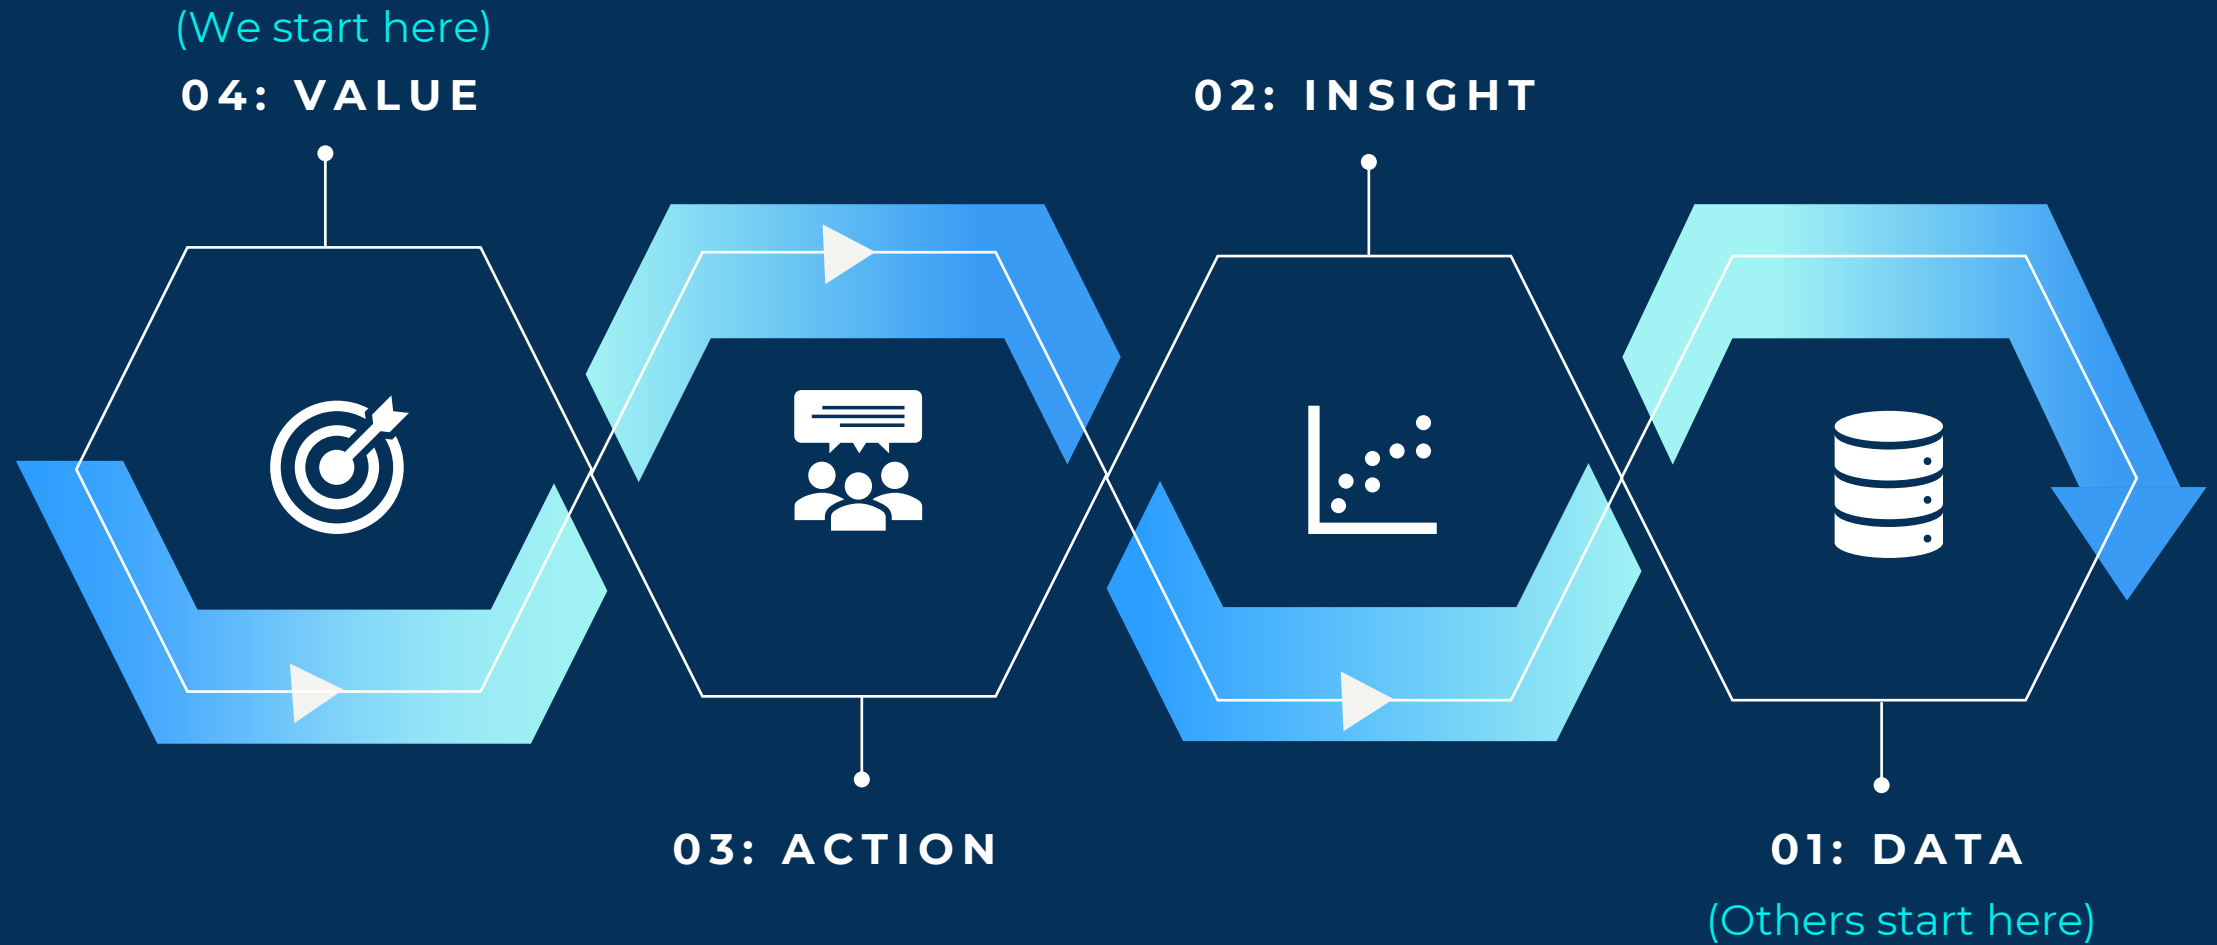 (We start here)
04: VALUE
02: INSIGHT
03: ACTION
01: DATA
(Others start here)